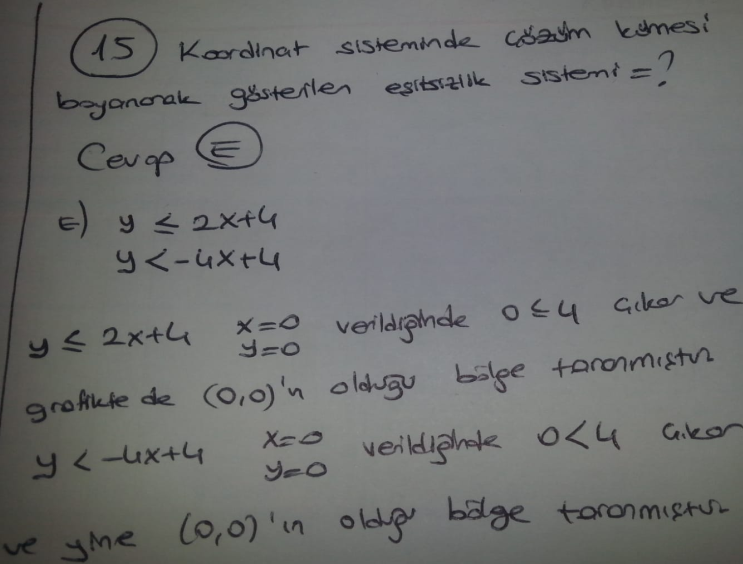 15 Koordinat sisteminde çözüm kümesi
boyanarak gösterilen eşitsizlik sistemi=?
Cevap E
E) y ≤ 2x+4
y < -4x+4
y ≤ 2x+4 x=0 y=0 verildiğinde 0 ≤ 4 çıkar ve
grafikte de (0,0)'ın olduğu bölge taranmıştır
y < -4x+4 x=0 y=0 verildiğinde 0<4 çıkar
ve yine (0,0)'ın olduğu bölge taranmıştır